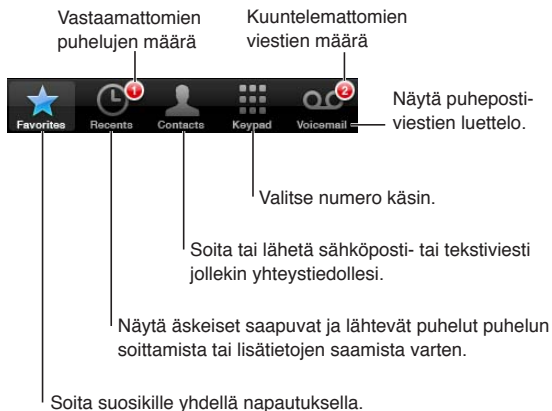 Vastaamattomien
puhelujen määrä
Kuuntelemattomien
viestien määrä
1
2
Favorites
Recents
Contacts
Keypad
Voicemail
Näytä puheposti-
viestien luettelo.
Valitse numero käsin.
Soita tai lähetä sähköposti- tai tekstiviesti
jollekin yhteystiedollesi.
Näytä äskeiset saapuvat ja lähtevät puhelut puhelun
soittamista tai lisätietojen saamista varten.
Soita suosikille yhdellä napautuksella.